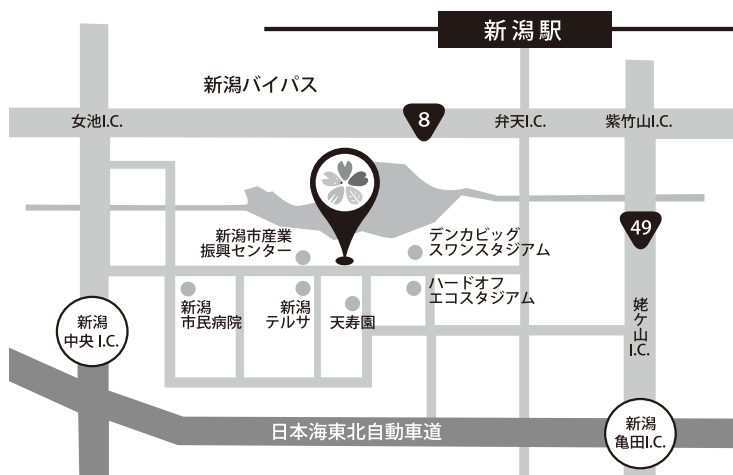 新潟駅
新潟バイパス
8
女池I.C.
弁天I.C.
紫竹山I.C.
新潟市産業
振興センター
デンカビッグ
スワンスタジアム
49
新潟
市民病院
新潟
テルサ
天寿園
ハードオフ
エコスタジアム
姥ケ山
I.C.
新潟
中央 I.C.
日本海東北自動車道
新潟
亀田I.C.